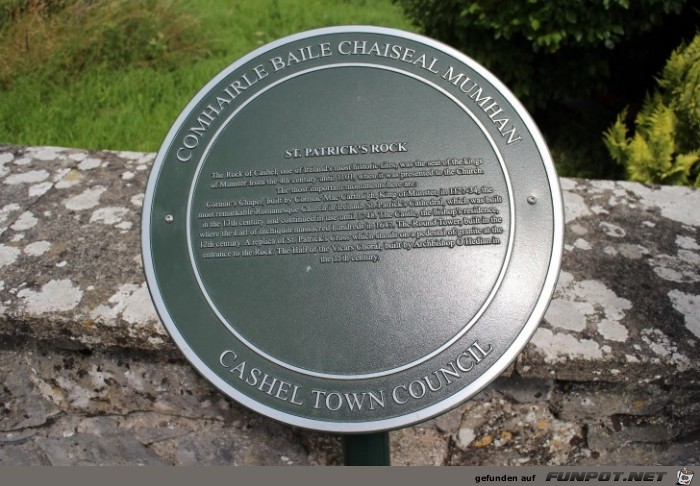 COMHAIRLE BAILE CHAISEAL MUMHAN
ST. PATRICK'S ROCK
The Rock of Cashel, one of Ireland's most historic sites, was the seat of the kings
of Munster from the 4th century until 1101, when it was presented to the Church.
The most important monuments here are:
Cormac's Chapel, built by Cormac Mac Carthaigh, King of Munster, in 1127-34, the
most remarkable Romanesque Church in Ireland. St. Patrick's Cathedral, which was built
in the 13th century and continued in use until 1748. The Castle, the bishop's residence,
where the Earl of Inchiquin massacred hundreds in 1647. The Round Tower, built in the
12th century. A replica of St. Patrick's Cross which stands on a pedestal of granite at the
entrance to the Rock. The Hall of the Vicars Choral, built by Archbishop O'Hedian in
the 15th century.
CASHEL TOWN COUNCIL
gefunden auf FUNPOT.NET